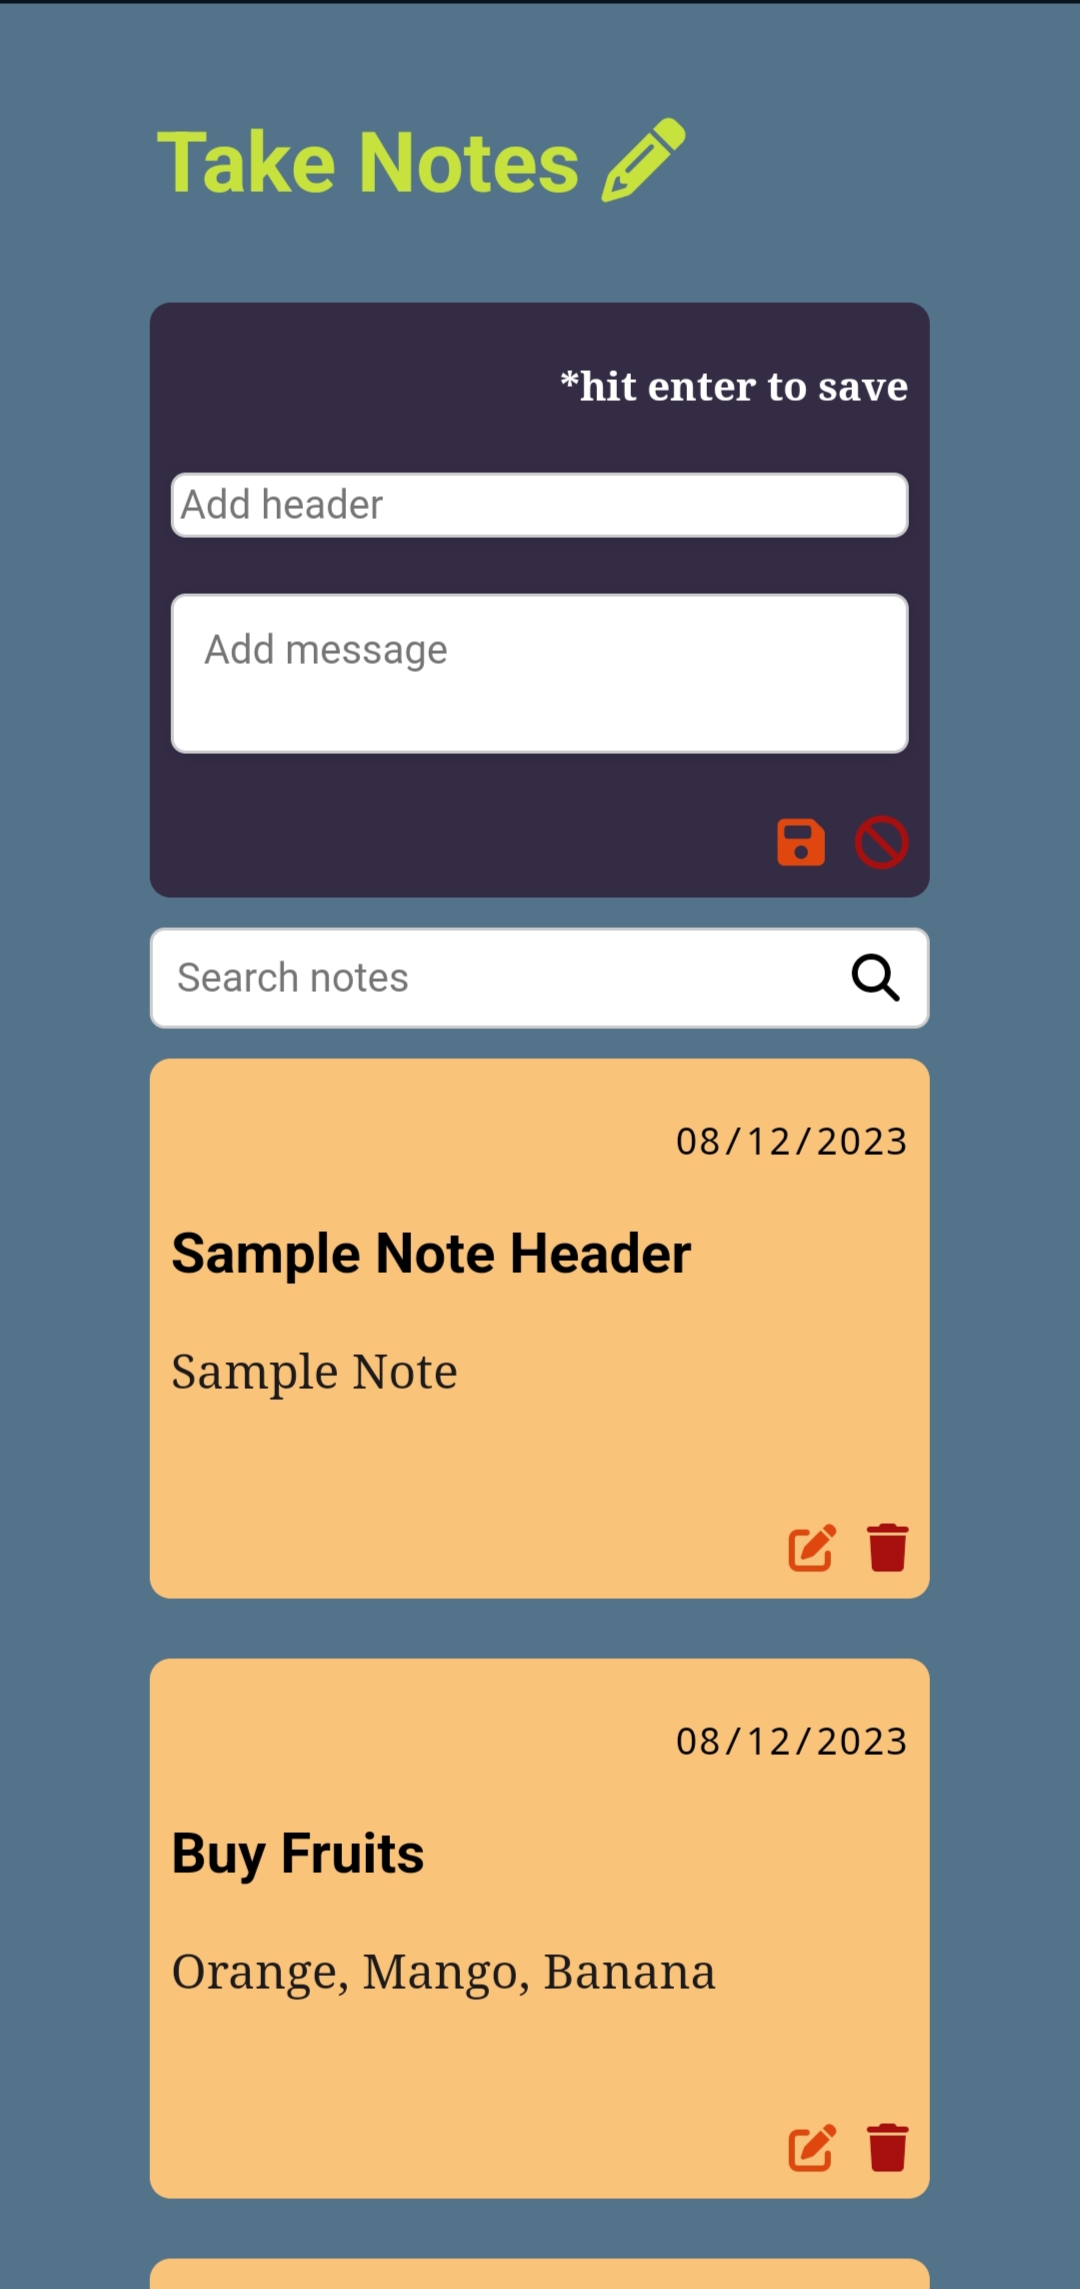 Take Notes
*hit enter to save
Add header
Add message
Search notes
08/12/2023
Sample Note Header
Sample Note
08/12/2023
Buy Fruits
Orange, Mango, Banana